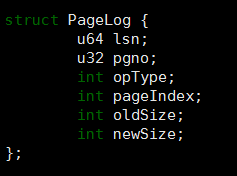 struct PageLog {
u64 lsn;
u32 pgno;
int opType;
int pageIndex;
int oldSize;
int newSize;
};